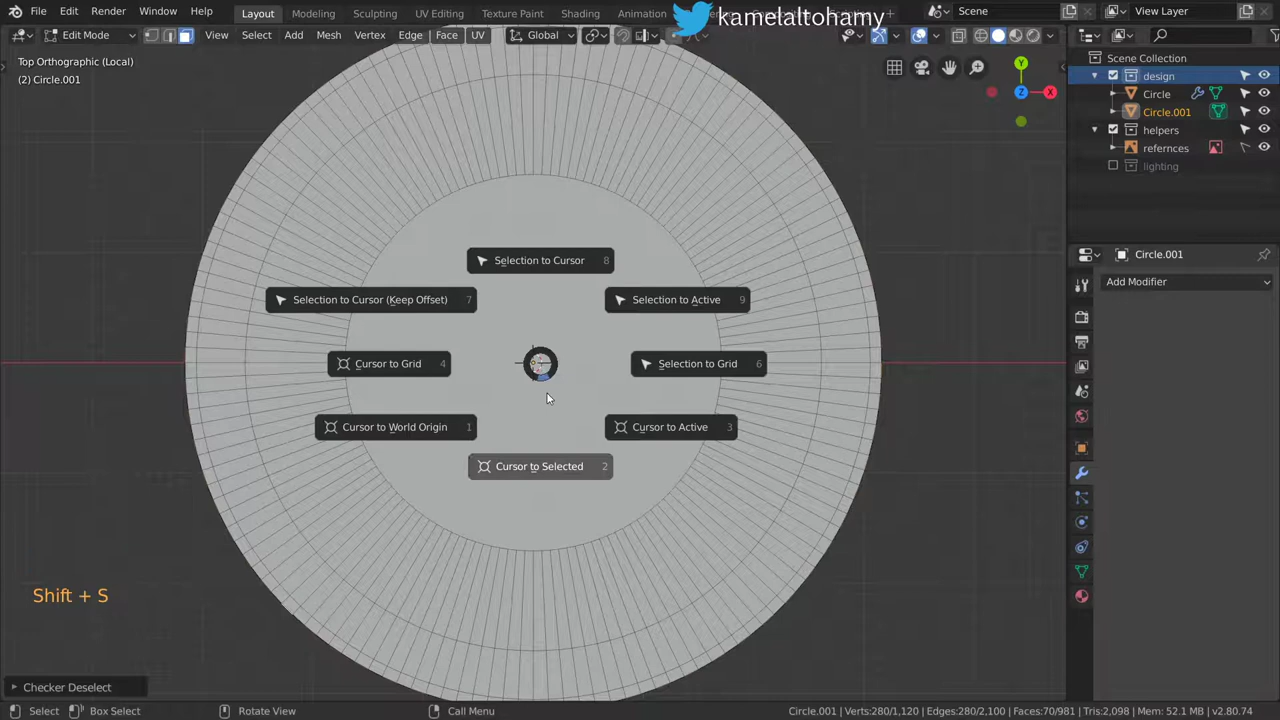 File Edit Render Window Help Layout Modeling Sculpting UV Editing Texture Paint Shading Animation Scene View Layer
kamelaltohamy
Edit Mode View Select Add Mesh Vertex Edge Face UV Global
Top Orthographic (Local)
(2) Circle.001
Y
Z X
Scene Collection
design
Circle
Circle.001
helpers
refernces
lighting
Circle.001
Add Modifier
Selection to Cursor 8
Selection to Cursor (Keep Offset) 7
Selection to Active 9
Cursor to Grid 4
Selection to Grid 6
Cursor to World Origin 1
Cursor to Active 3
Cursor to Selected 2
Shift + S
Checker Deselect
Select Box Select Rotate View Call Menu Circle.001 | Verts:280/1,120 | Edges:280/2,100 | Faces:70/981 | Tris:2,098 | Mem: 52.1 MB | v2.80.74